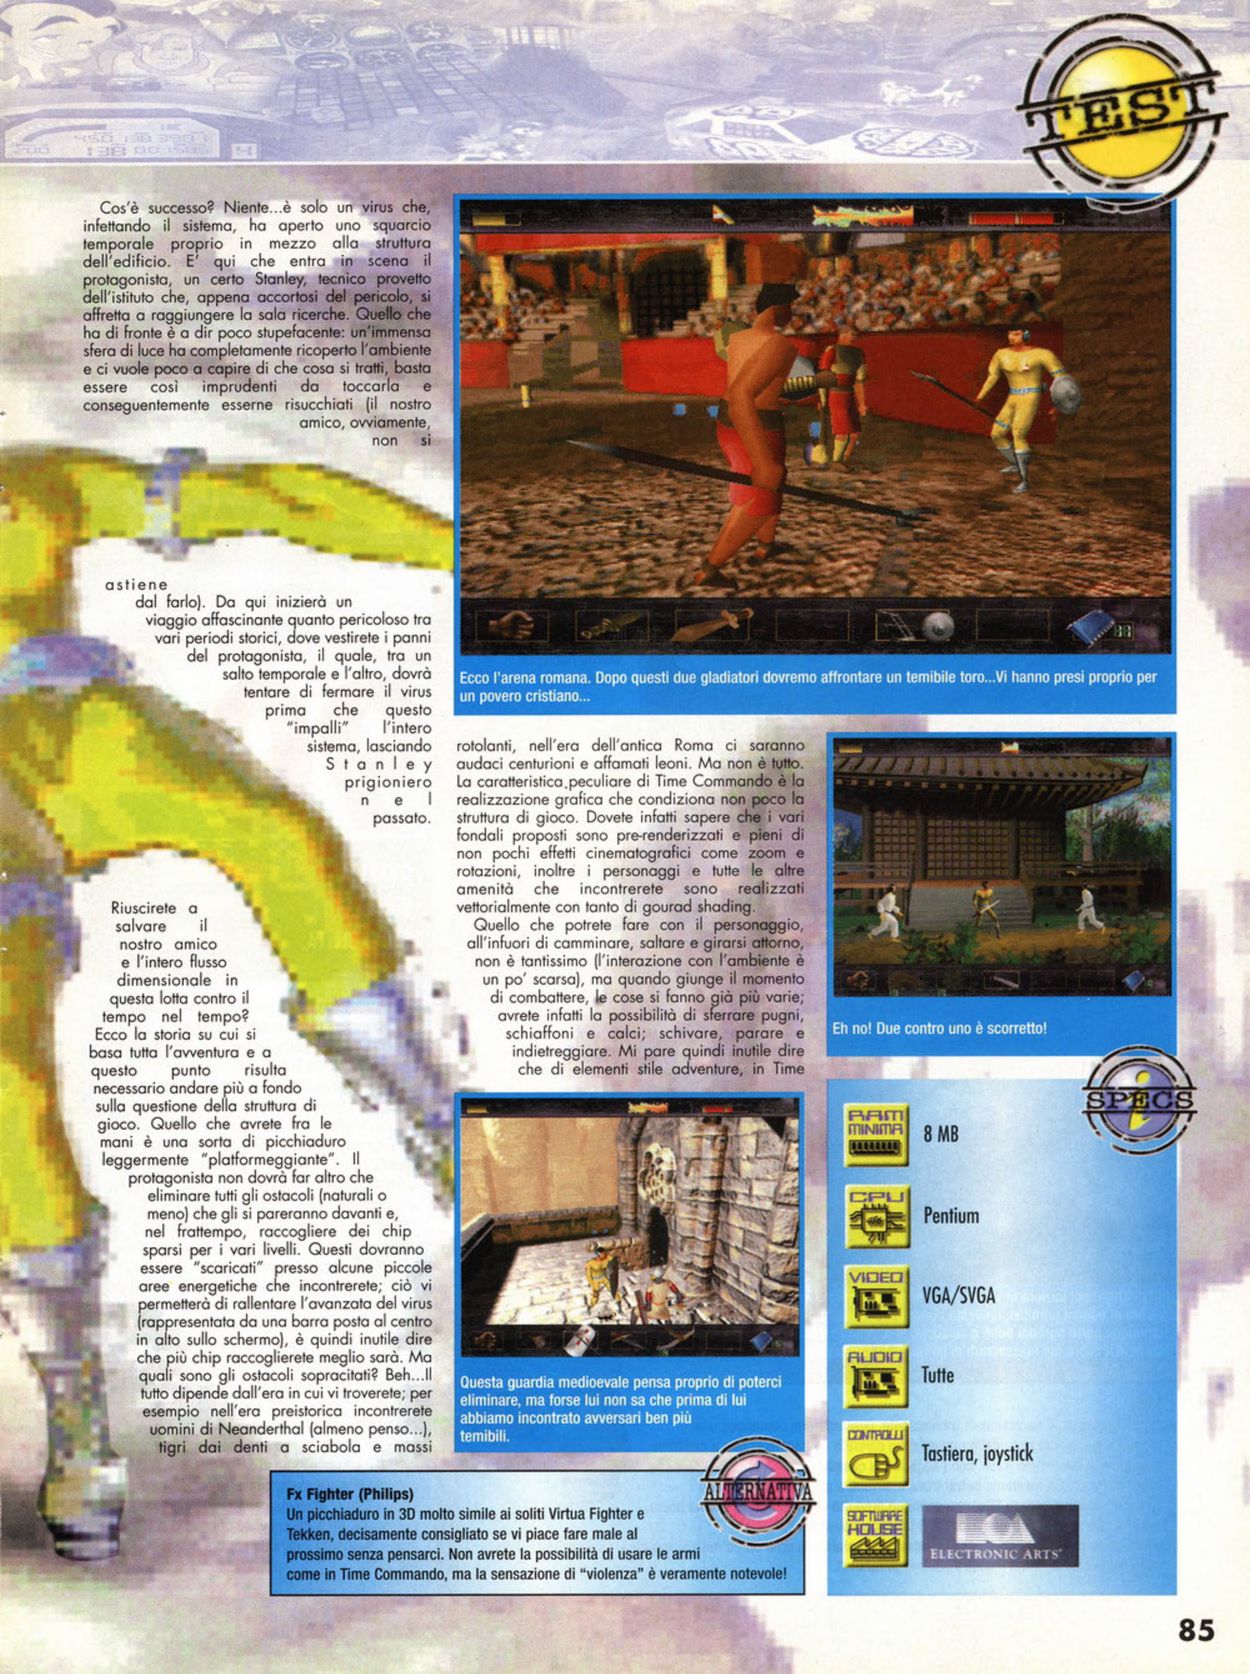 TEST
Cos'è successo? Niente...è solo un virus che,
infettando il sistema, ha aperto uno squarcio
temporale proprio in mezzo alla struttura
dell'edificio. E' qui che entra in scena il
protagonista, un certo Stanley, tecnico provetto
dell'istituto che, appena accortosi del pericolo, si
affretta a raggiungere la sala ricerche. Quello che
ha di fronte è a dir poco stupefacente: un'immensa
sfera di luce ha completamente ricoperto l'ambiente
e ci vuole poco a capire di che cosa si tratti, basta
essere così imprudenti da toccarla e
conseguentemente esserne risucchiati (il nostro
amico, ovviamente,
non si
astiene
dal farlo). Da qui inizierà un
viaggio affascinante quanto pericoloso tra
vari periodi storici, dove vestirete i panni
del protagonista, il quale, tra un
salto temporale e l'altro, dovrà
tentare di fermare il virus
prima che questo
"impalli" l'intero
sistema, lasciando
Stanley
prigioniero
nel
passato.
Riuscirete a
salvare il
nostro amico
e l'intero flusso
dimensionale in
questa lotta contro il
tempo nel tempo?
Ecco la storia su cui si
basa tutta l'avventura e a
questo punto risulta
necessario andare più a fondo
sulla questione della struttura di
gioco. Quello che avrete fra le
mani è una sorta di picchiaduro
leggermente "platformeggiante". Il
protagonista non dovrà far altro che
eliminare tutti gli ostacoli (naturali o
meno) che gli si pareranno davanti e,
nel frattempo, raccogliere dei chip
sparsi per i vari livelli. Questi dovranno
essere "scaricati" presso alcune piccole
aree energetiche che incontrerete; ciò vi
permetterà di rallentare l'avanzata del virus
(rappresentata da una barra posta al centro
in alto sullo schermo), è quindi inutile dire
che più chip raccoglierete meglio sarà. Ma
quali sono gli ostacoli sopracitati? Beh...Il
tutto dipende dall'era in cui vi troverete; per
esempio nell'era preistorica incontrerete
uomini di Neanderthal (almeno penso...),
tigri dai denti a sciabola e massi
Ecco l'arena romana. Dopo questi due gladiatori dovremo affrontare un temibile toro...Vi hanno presi proprio per
un povero cristiano...
rotolanti, nell'era dell'antica Roma ci saranno
audaci centurioni e affamati leoni. Ma non è tutto.
La caratteristica peculiare di Time Commando è la
realizzazione grafica che condiziona non poco la
struttura di gioco. Dovete infatti sapere che i vari
fondali proposti sono pre-renderizzati e pieni di
non pochi effetti cinematografici come zoom e
rotazioni, inoltre i personaggi e tutte le altre
amenità che incontrerete sono realizzati
vettorialmente con tanto di gourad shading.
Quello che potrete fare con il personaggio,
all'infuori di camminare, saltare e girarsi attorno,
non è tantissimo (l'interazione con l'ambiente è
un po' scarsa), ma quando giunge il momento
di combattere, le cose si fanno già più varie;
avrete infatti la possibilità di sferrare pugni,
schiaffoni e calci; schivare, parare e
indietreggiare. Mi pare quindi inutile dire
che di elementi stile adventure, in Time
Eh no! Due contro uno è scorretto!
Questa guardia medioevale pensa proprio di poterci
eliminare, ma forse lui non sa che prima di lui
abbiamo incontrato avversari ben più
temibili.
SPECS
RAM
MINIMA
8 MB
CPU
Pentium
VIDEO
VGA/SVGA
AUDIO
Tutte
CONTROLLI
Tastiera, joystick
SOFTWARE
HOUSE
ELECTRONIC ARTS
ALTERNATIVA
Fx Fighter (Philips)
Un picchiaduro in 3D molto simile ai soliti Virtua Fighter e
Tekken, decisamente consigliato se vi piace fare male al
prossimo senza pensarci. Non avrete la possibilità di usare le armi
come in Time Commando, ma la sensazione di "violenza" è veramente notevole!
85